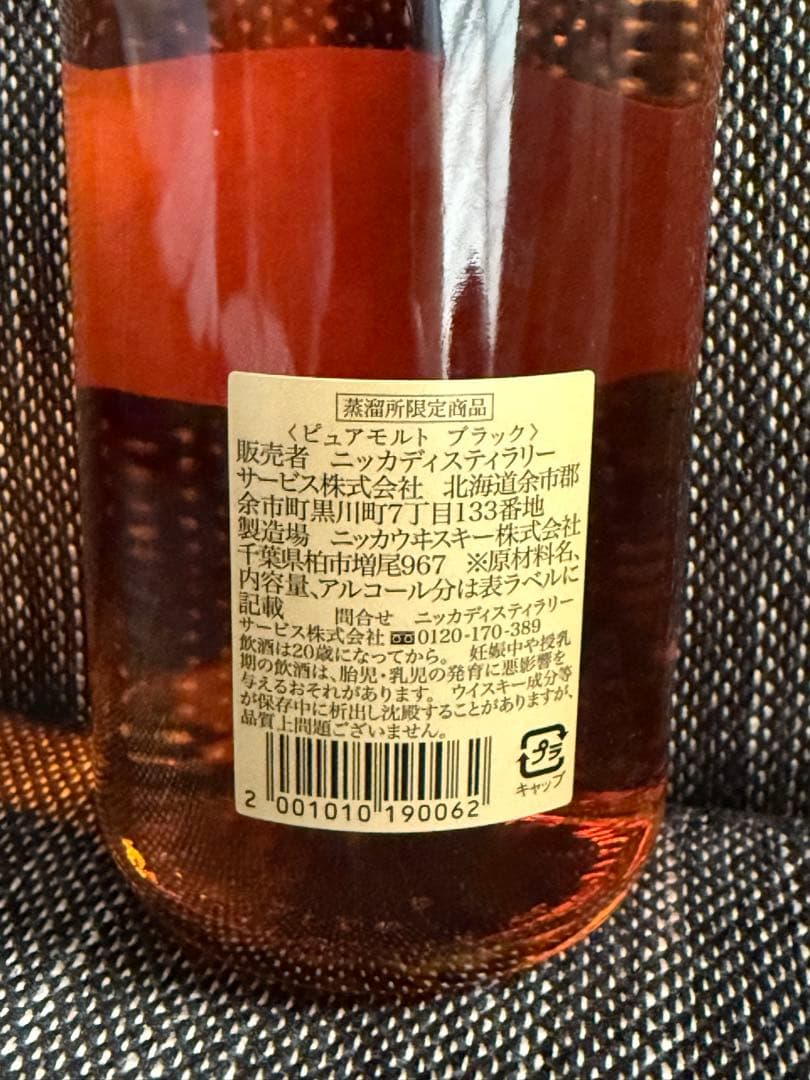 蒸溜所限定商品
〈ピュアモルト ブラック〉
販売者 ニッカディスティラリー
サービス株式会社 北海道余市郡
余市町黒川町7丁目133番地
製造場 ニッカウヰスキー株式会社
千葉県柏市増尾967 ※原材料名、
内容量、アルコール分は表ラベルに
記載 問合せ ニッカディスティラリー
サービス株式会社 0120-170-389
飲酒は20歳になってから。 妊娠中や授乳
期の飲酒は、胎児・乳児の発育に悪影響を
与えるおそれがあります。 ウイスキー成分等
が保存中に析出し沈殿することがありますが、
品質上問題ございません。
プラ
キャップ
2 001010 190062